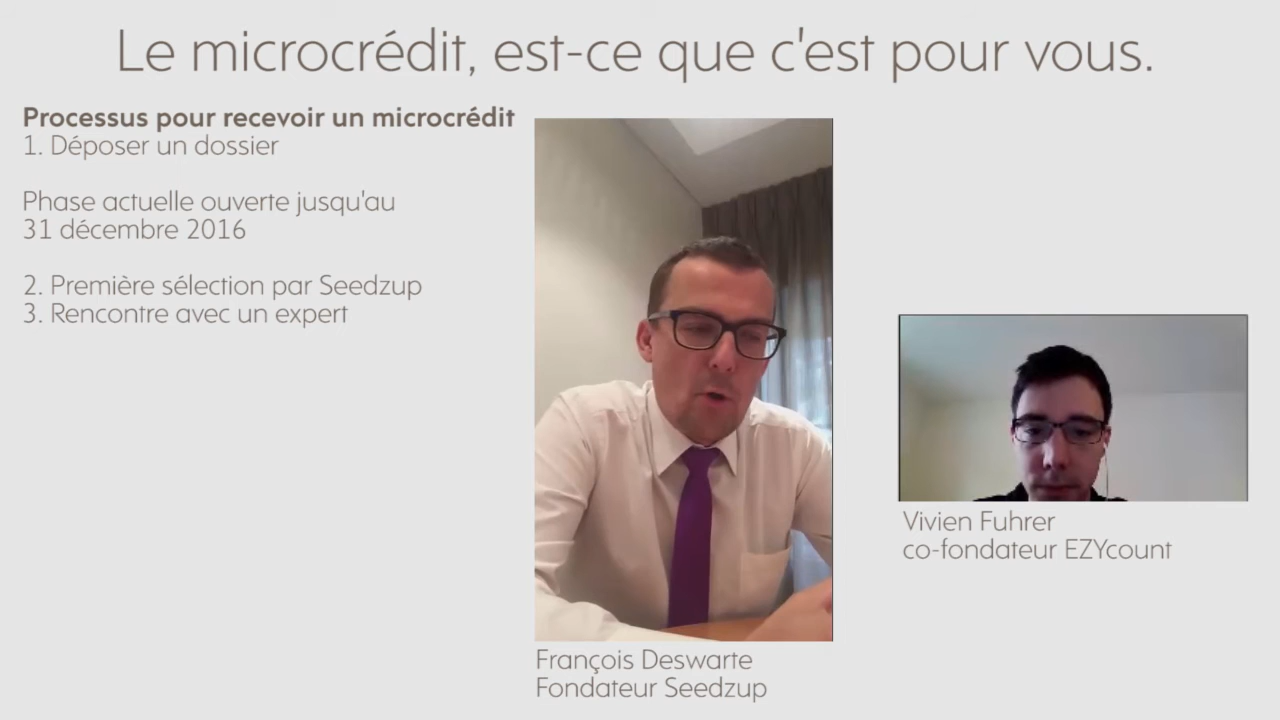 Le microcrédit, est-ce que c'est pour vous.
Processus pour recevoir un microcrédit
1. Déposer un dossier
Phase actuelle ouverte jusqu'au
31 décembre 2016
2. Première sélection par Seedzup
3. Rencontre avec un expert
Vivien Fuhrer
co-fondateur EZYcount
François Deswarte
Fondateur Seedzup